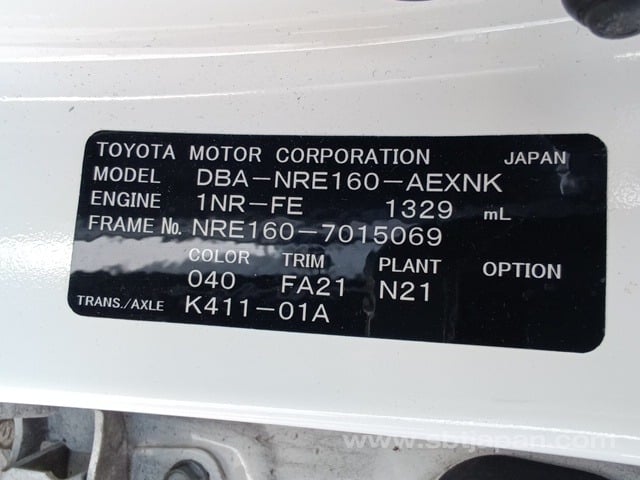 TOYOTA MOTOR CORPORATION JAPAN
MODEL DBA-NRE160-AEXNK
ENGINE 1NR-FE 1329 mL
FRAME No. NRE160-7015069
COLOR TRIM PLANT OPTION
040 FA21 N21
TRANS./AXLE K411-01A
www.sbtjapan.com